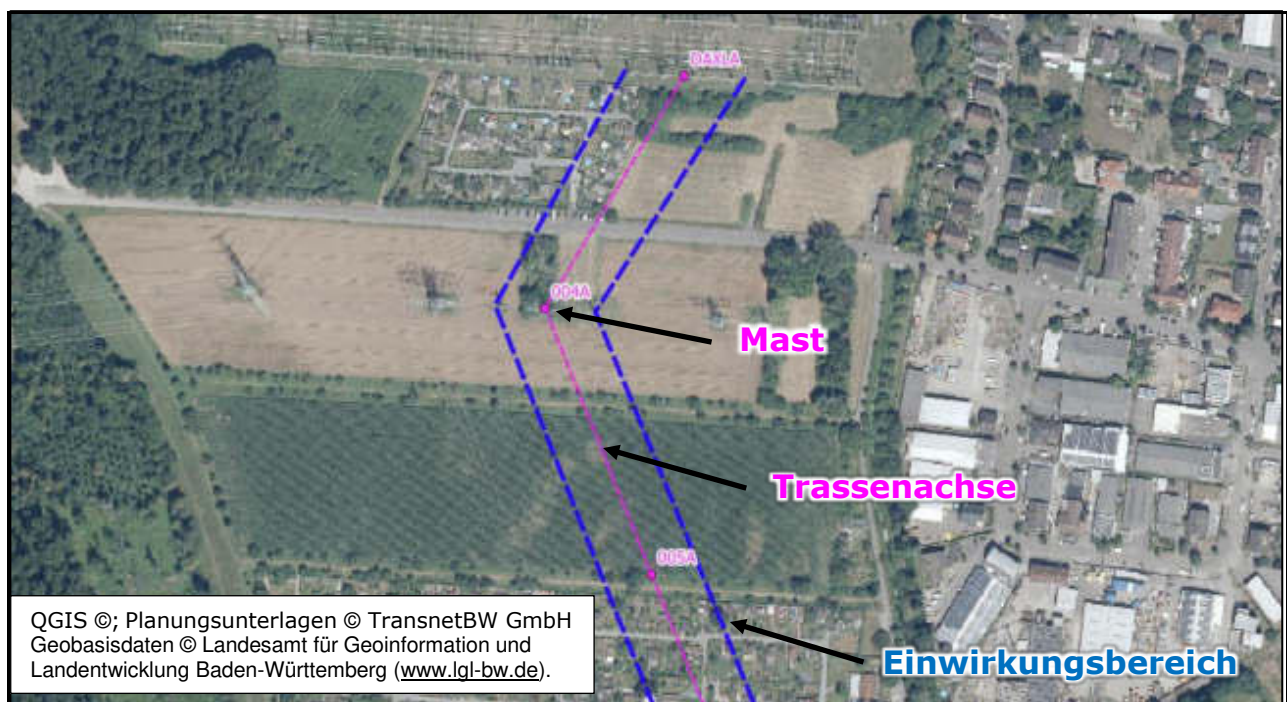 DAXLA
004A
Mast
Trassenachse
005A
QGIS ©; Planungsunterlagen © TransnetBW GmbH
Geobasisdaten © Landesamt für Geoinformation und
Landentwicklung Baden-Württemberg (www.lgl-bw.de).
Einwirkungsbereich